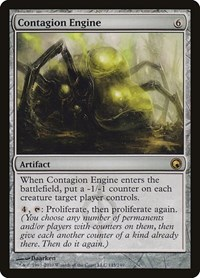 Contagion Engine 6
Artifact
When Contagion Engine enters the
battlefield, put a -1/-1 counter on each
creature target player controls.
4, : Proliferate, then proliferate again.
(You choose any number of permanents
and/or players with counters on them, then
give each another counter of a kind already
there. Then do it again.)